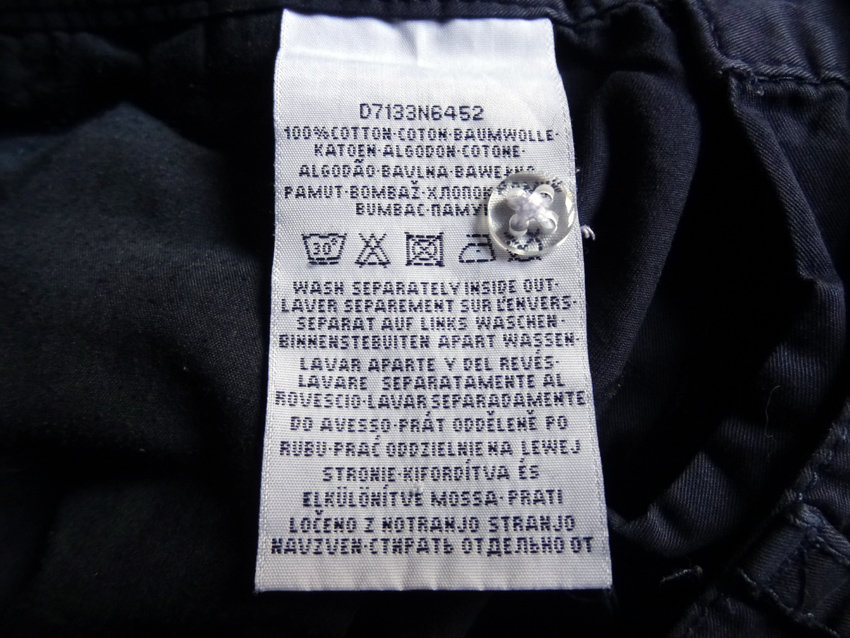 D7133N6452
100%COTTON·COTON·BAUMWOLLE·
KATOEN·ALGODON·COTONE·
ALGODÃO·BAVLNA·
PAMUT·BOMBAŽ·ХЛОПОК
BUMBAC·
30°
WASH SEPARATELY INSIDE OUT·
LAVER SEPAREMENT SUR L'ENVERS·
SEPARAT AUF LINKS WASCHEN·
BINNENSTEBUITEN APART WASSEN·
LAVAR APARTE Y DEL REVÉS·
LAVARE SEPARATAMENTE AL
ROVESCIO·LAVAR SEPARADAMENTE
DO AVESSO·PRÁT ODDĚLENĚ PO
RUBU·PRAĆ ODDZIELNIE NA LEWEJ
STRONIE·KIFORDÍTVA ÉS
ELKÜLÖNÍTVE MOSSA·PRATI
LOČENO Z NOTRANJO STRANJO
NAVZVEN·СТИРАТЬ ОТДЕЛЬНО ОТ